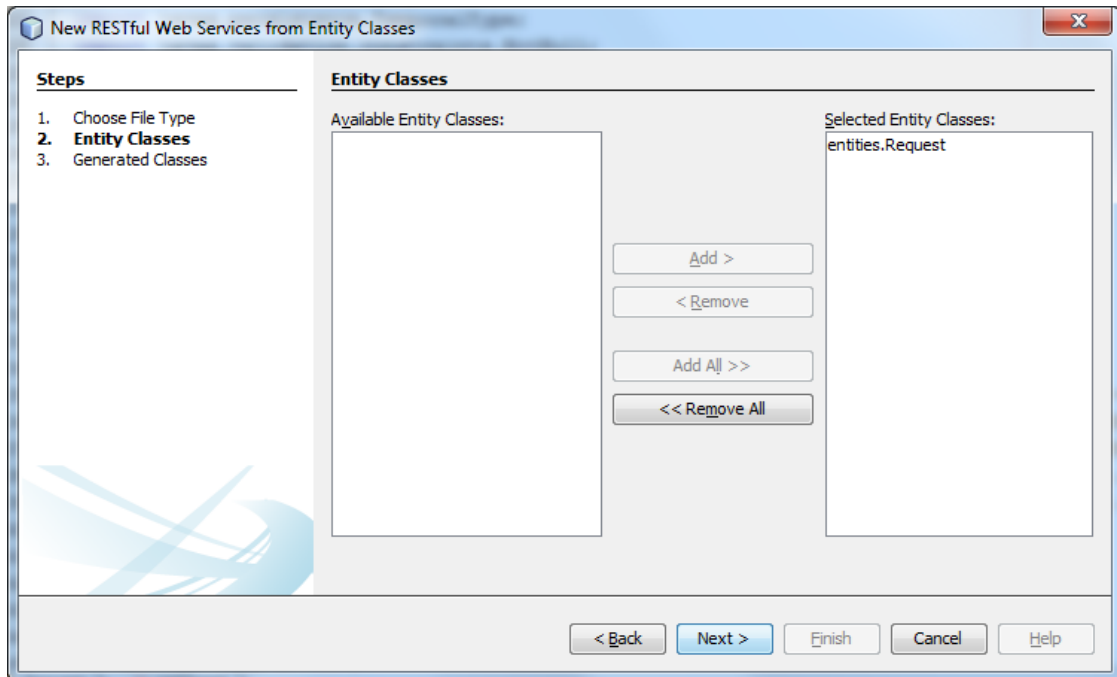 New RESTful Web Services from Entity Classes
Steps
1. Choose File Type
2. Entity Classes
3. Generated Classes
Entity Classes
Available Entity Classes:
Add >
< Remove
Add All >>
<< Remove All
Selected Entity Classes:
entities.Request
< Back
Next >
Finish
Cancel
Help